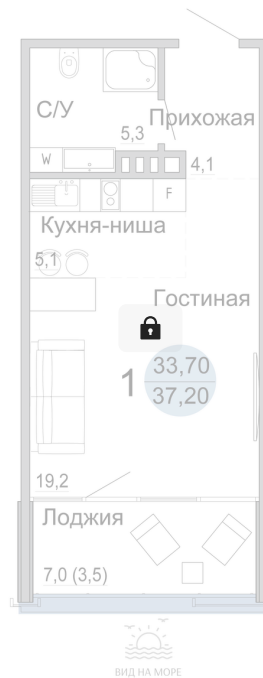 С/У
Прихожая
5,3
W
4,1
F
Кухня-ниша
5,1
Гостиная
1
33,70
37,20
19,2
Лоджия
7,0 (3,5)
ВИД НА МОРЕ